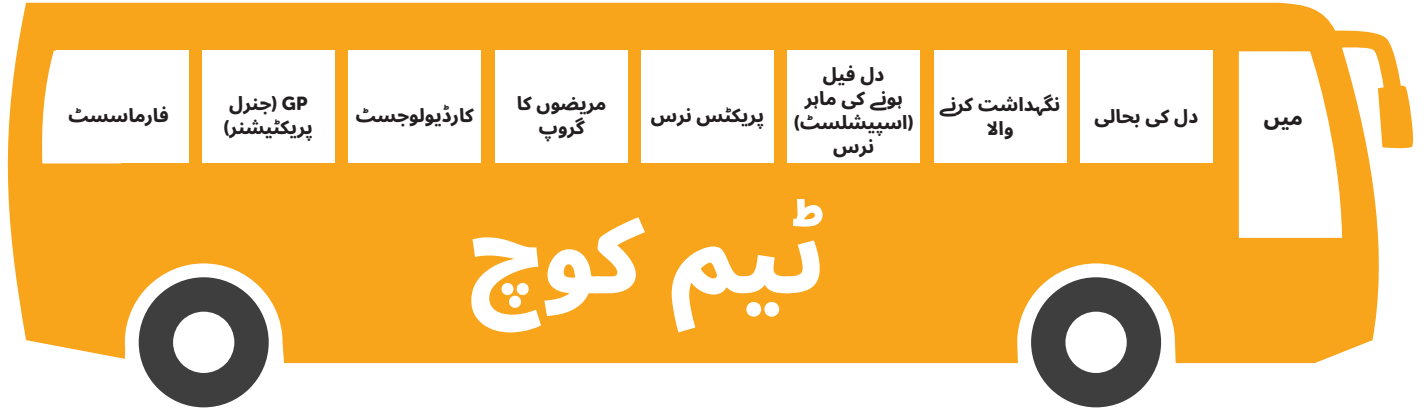 میں
دل کی بحالی
نگہداشت کرنے
والا
دل فیل
ہونے کی ماہر
(اسپیشلسٹ)
نرس
پریکٹس نرس
مریضوں کا
گروپ
کارڈیولوجسٹ
GP (جنرل
پریکٹیشنر)
فارماسسٹ
ٹیم کوچ